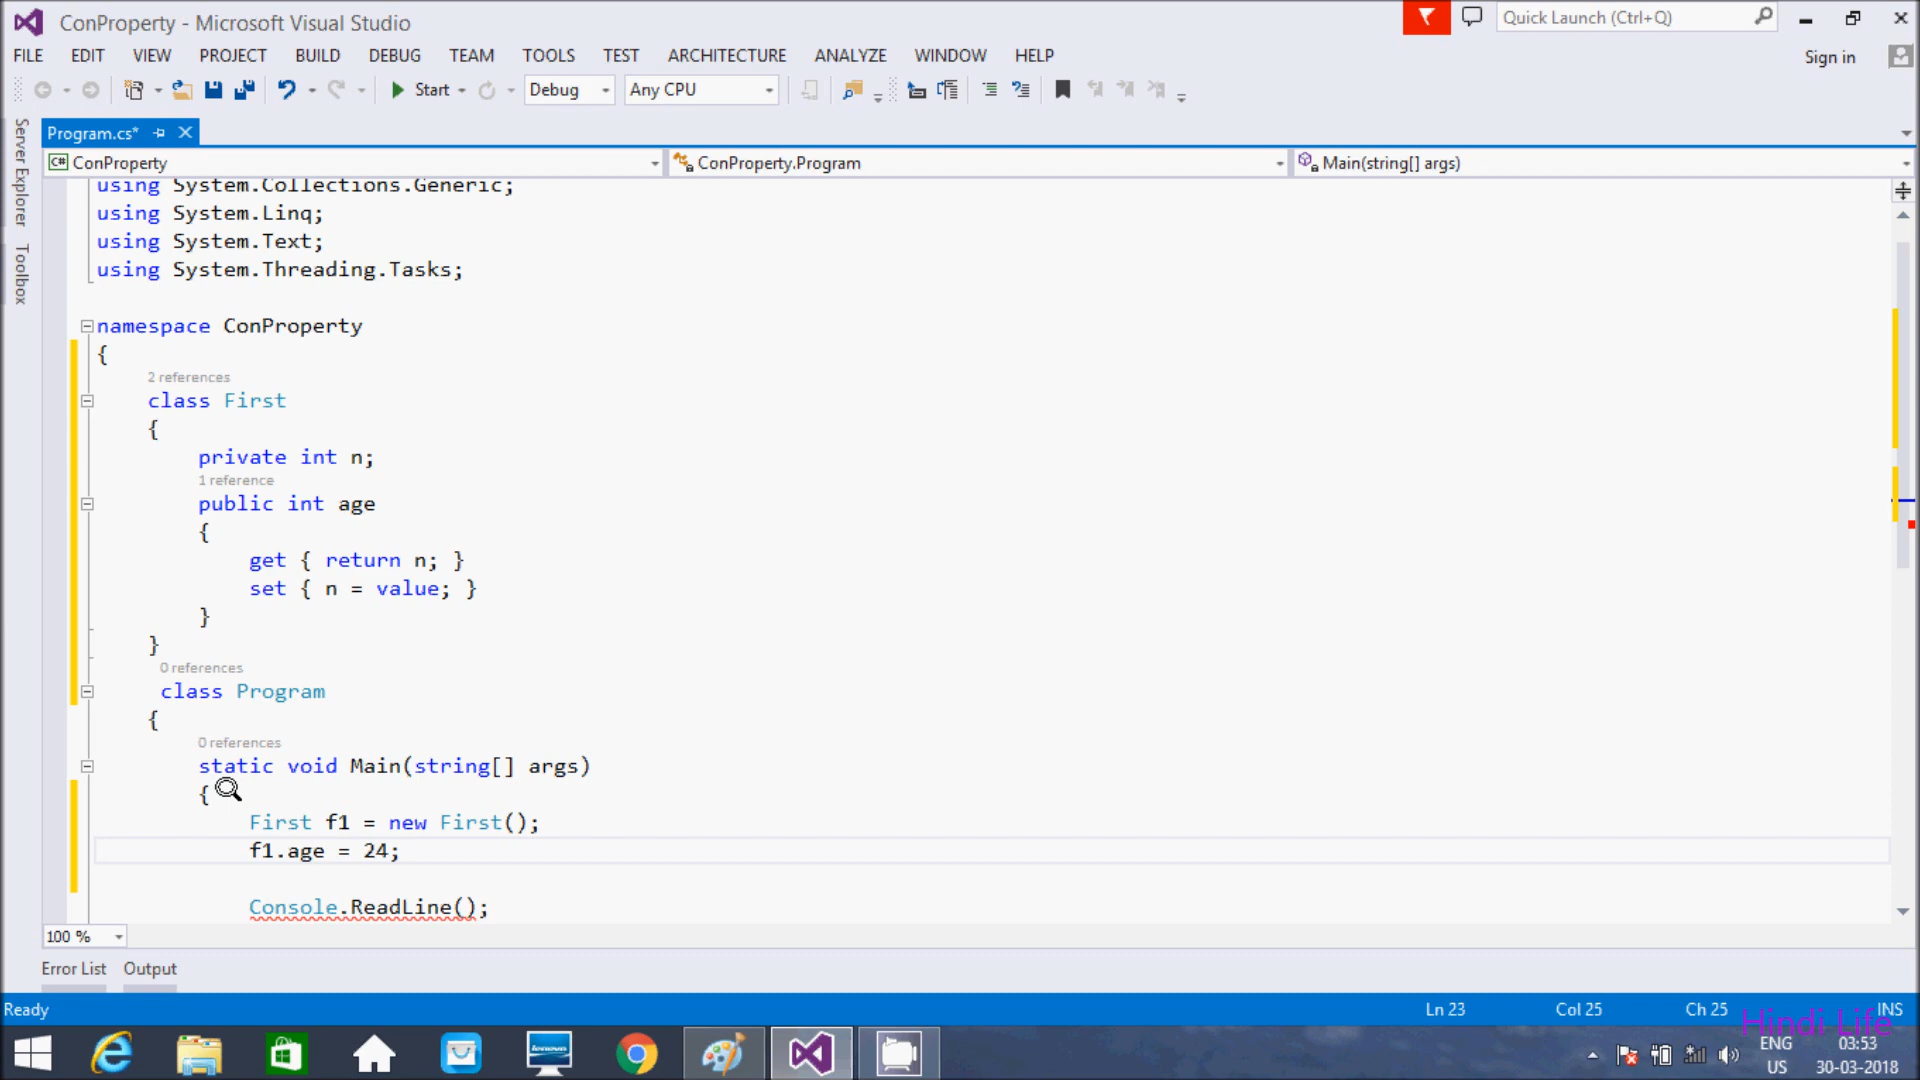 ConProperty - Microsoft Visual Studio
Quick Launch (Ctrl+Q)
FILE EDIT VIEW PROJECT BUILD DEBUG TEAM TOOLS TEST ARCHITECTURE ANALYZE WINDOW HELP
Sign in
Start Debug Any CPU
Server Explorer
Toolbox
Program.cs*
C# ConProperty
ConProperty.Program
Main(string[] args)
using System.Collections.Generic;
using System.Linq;
using System.Text;
using System.Threading.Tasks;
namespace ConProperty
{
2 references
class First
{
private int n;
1 reference
public int age
{
get { return n; }
set { n = value; }
}
}
0 references
class Program
{
0 references
static void Main(string[] args)
{
First f1 = new First();
f1.age = 24;
Console.ReadLine();
100 %
Error List Output
Ready
Ln 23 Col 25 Ch 25 INS
Hindi Life
ENG
US
03:53
30-03-2018